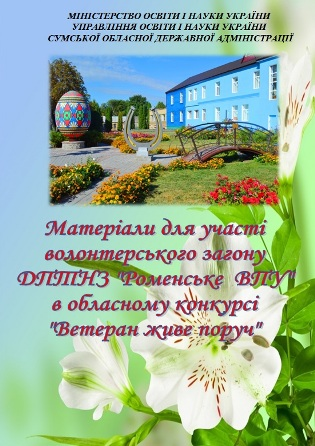 МІНІСТЕРСТВО ОСВІТИ І НАУКИ УКРАЇНИ
УПРАВЛІННЯ ОСВІТИ І НАУКИ УКРАЇНИ
СУМСЬКОЇ ОБЛАСНОЇ ДЕРЖАВНОЇ АДМІНІСТРАЦІЇ
Матеріали для участі
волонтерського загону
ДПТНЗ "Роменське ВПУ"
в обласному конкурсі
"Ветеран живе поруч"